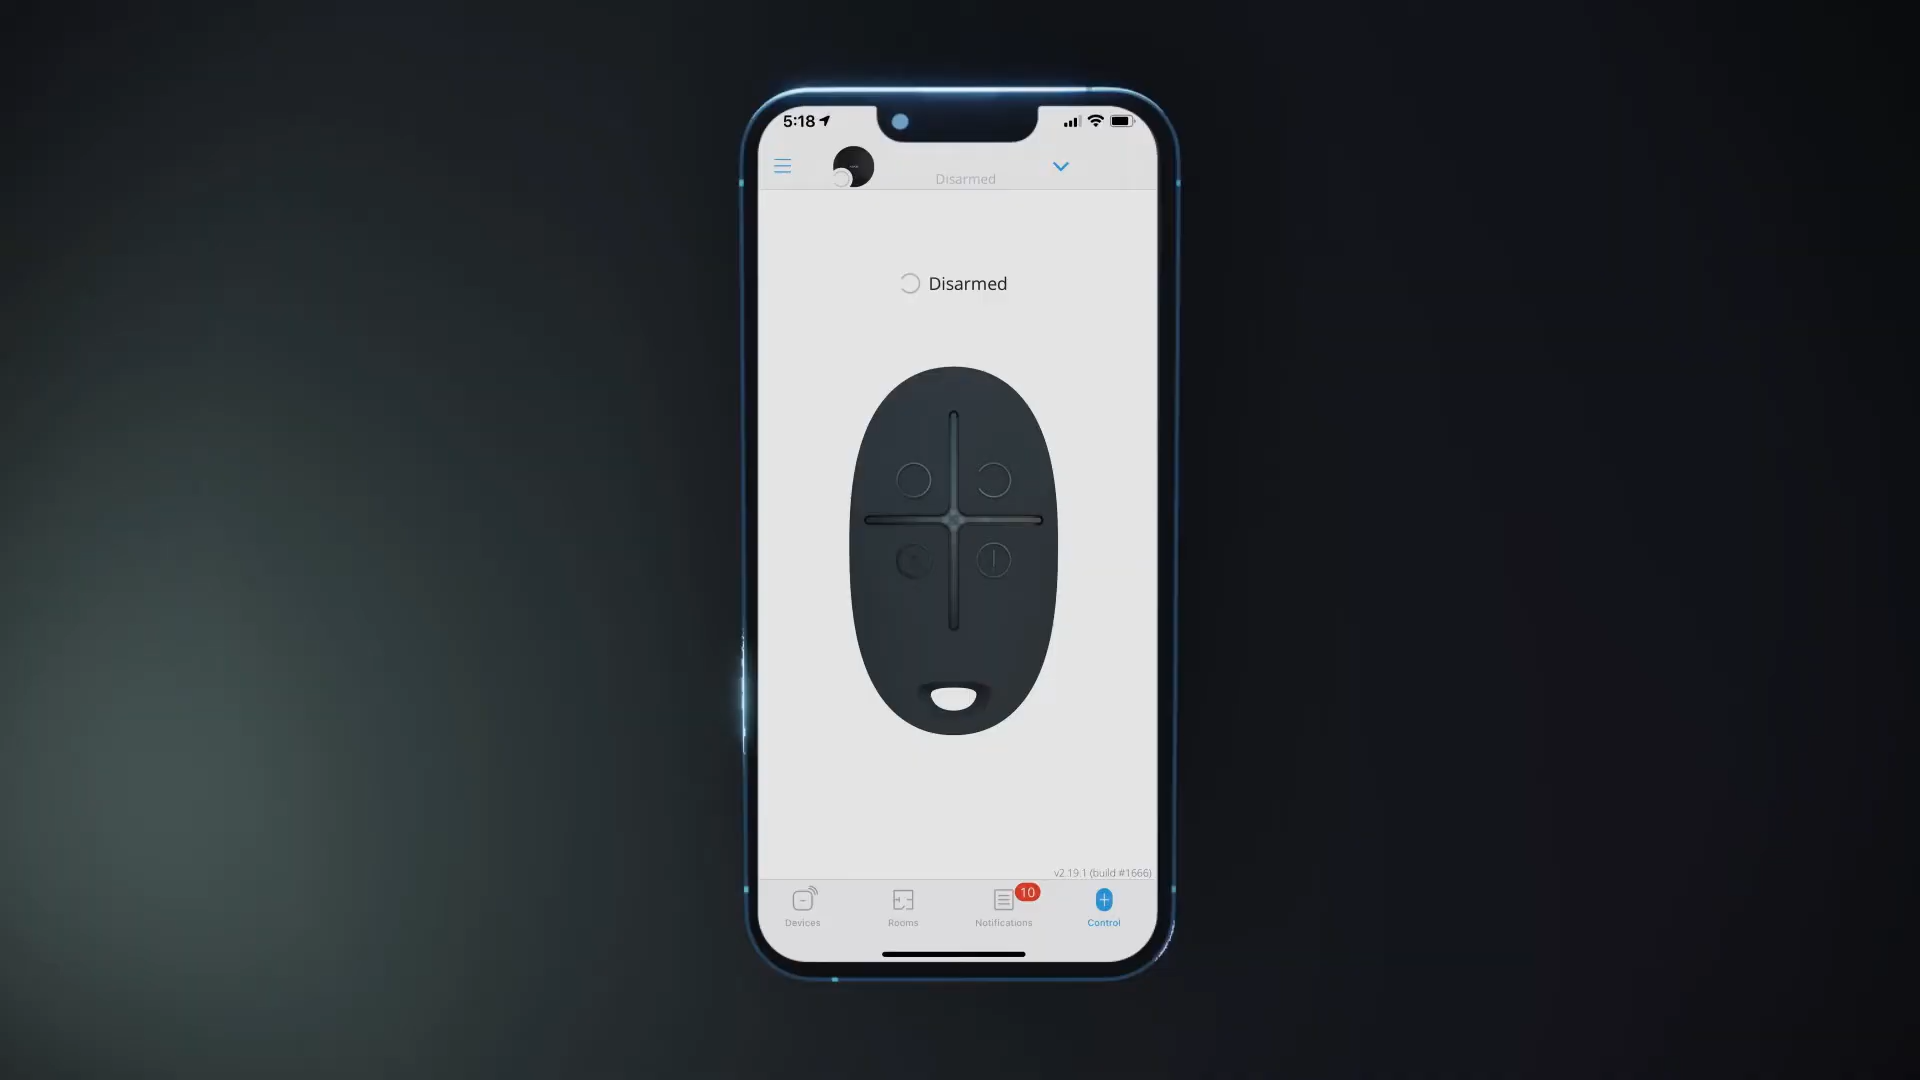 5:18
Disarmed
Disarmed
v2.19.1 (build #1666)
10
Devices
Rooms
Notifications
Control